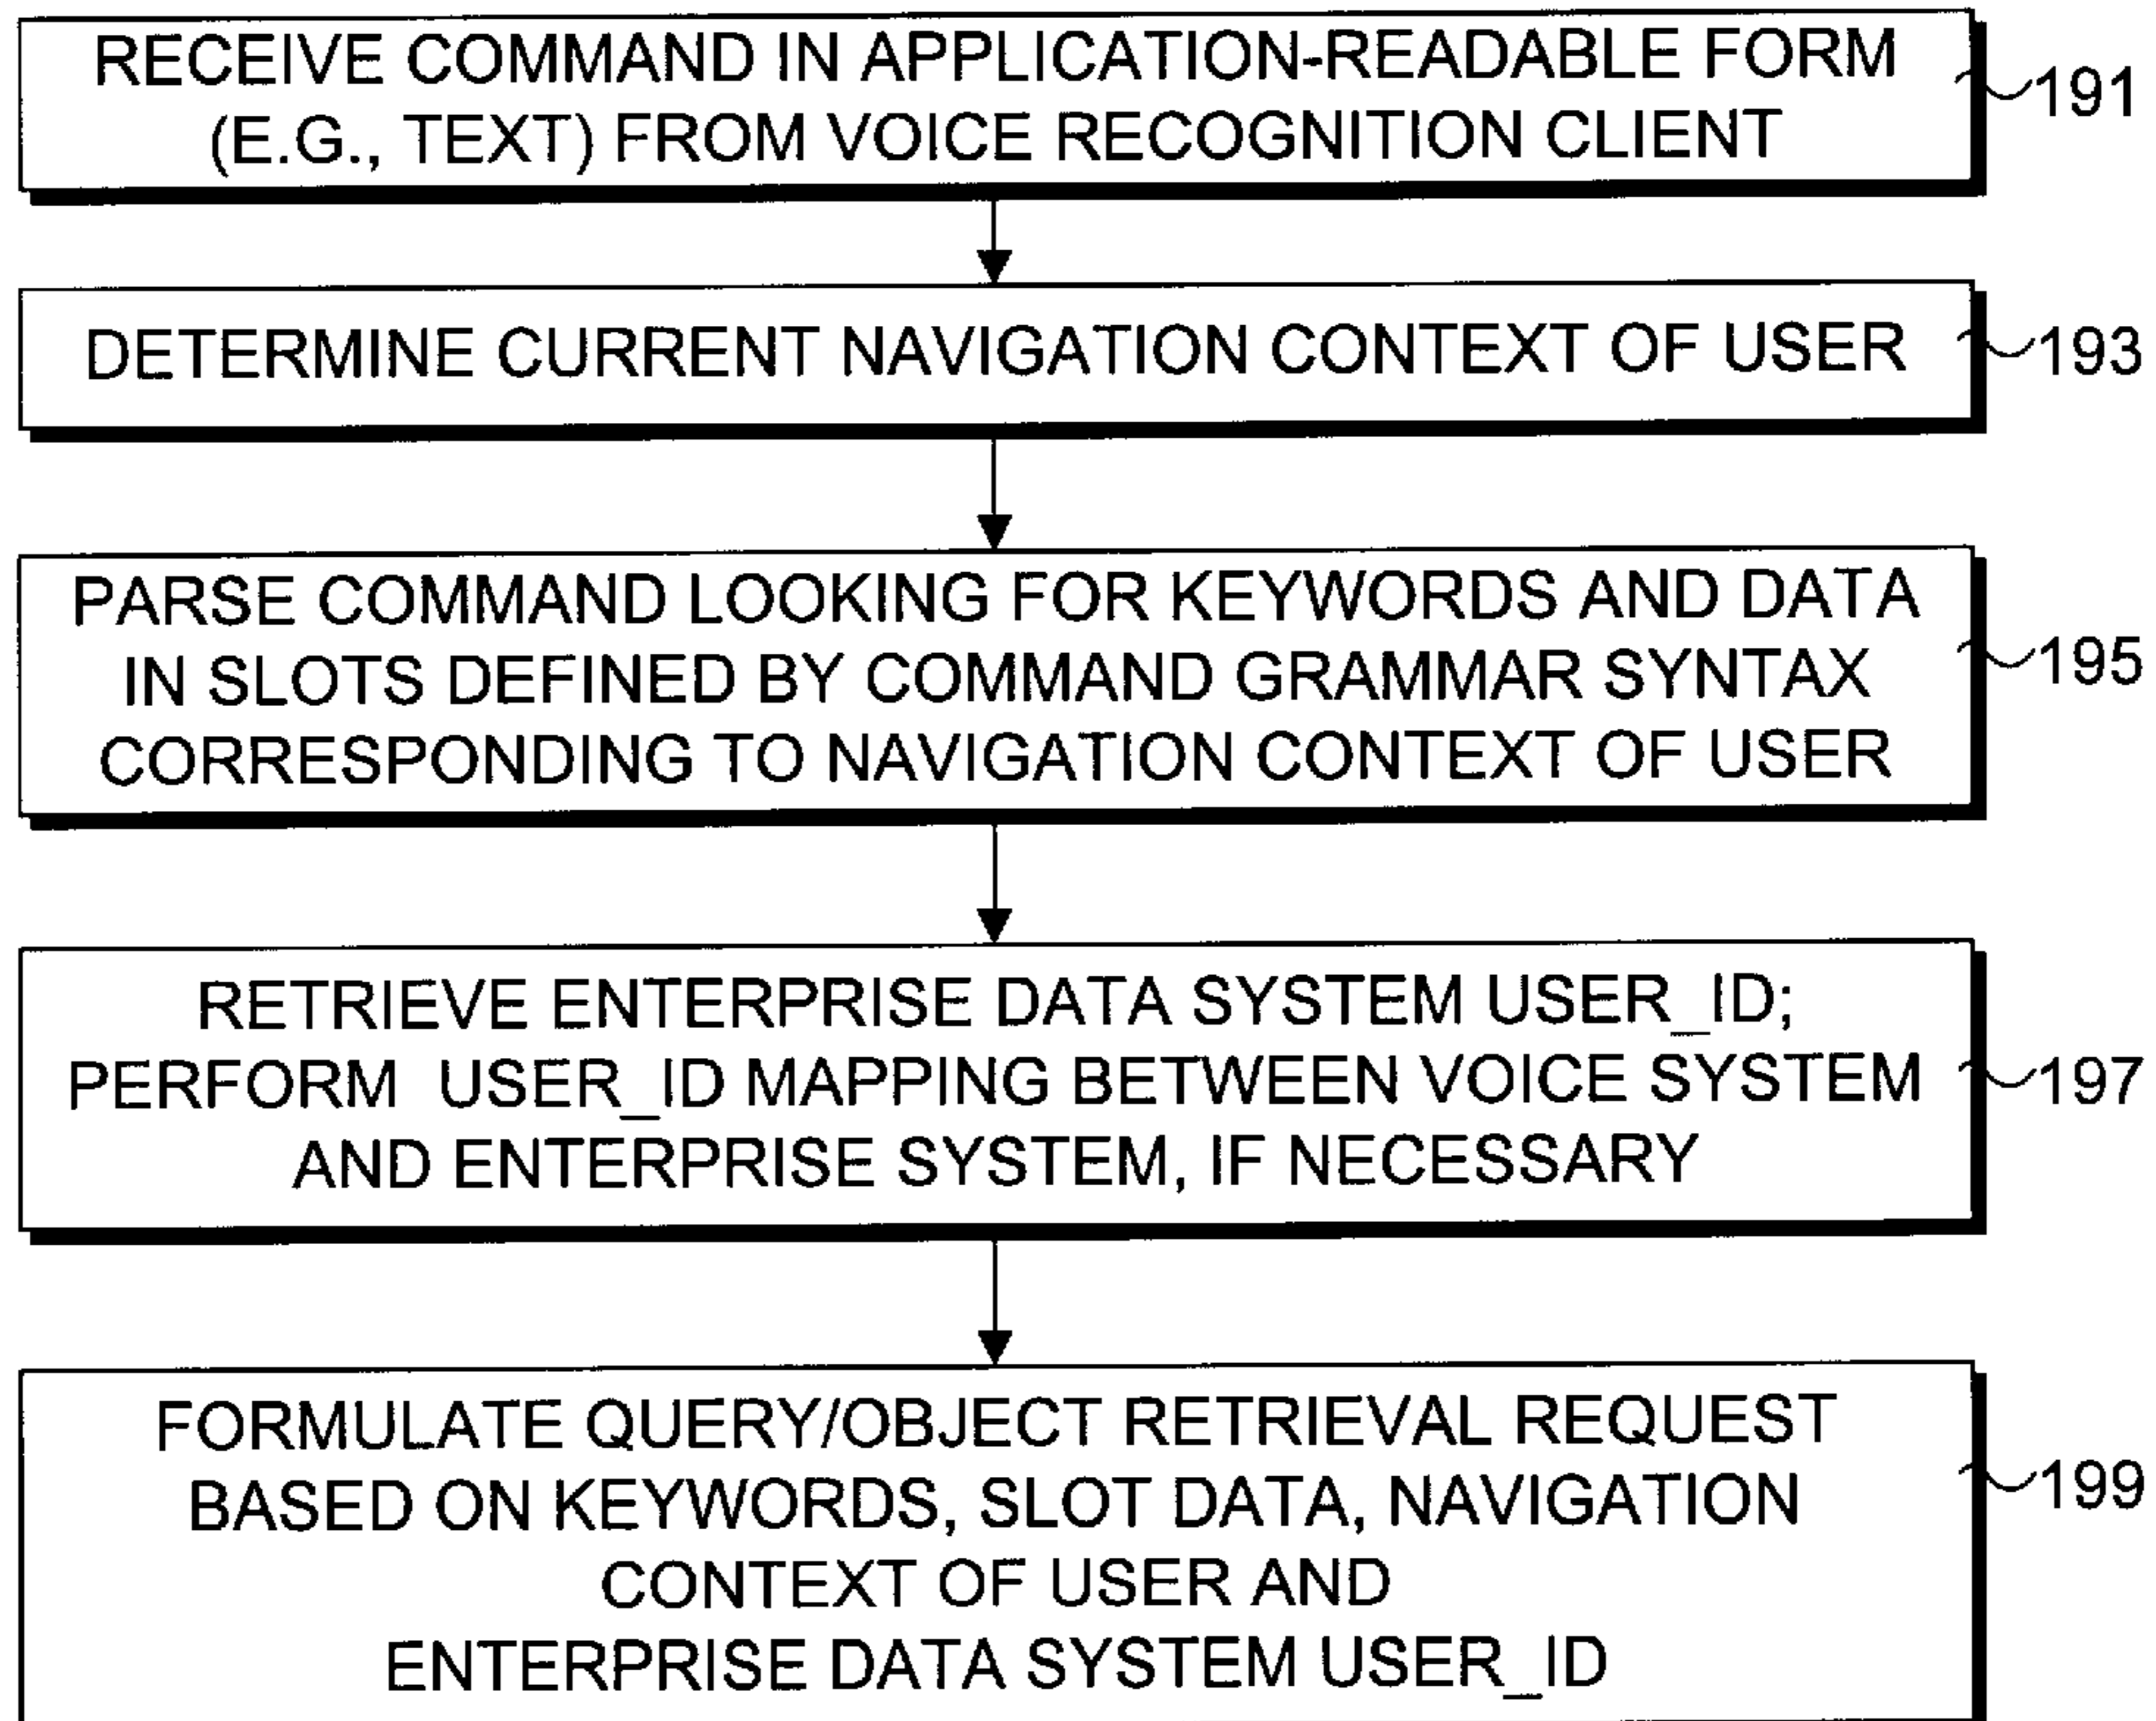 RECEIVE COMMAND IN APPLICATION-READABLE FORM
(E.G., TEXT) FROM VOICE RECOGNITION CLIENT
191
DETERMINE CURRENT NAVIGATION CONTEXT OF USER
193
PARSE COMMAND LOOKING FOR KEYWORDS AND DATA
IN SLOTS DEFINED BY COMMAND GRAMMAR SYNTAX
CORRESPONDING TO NAVIGATION CONTEXT OF USER
195
RETRIEVE ENTERPRISE DATA SYSTEM USER_ID;
PERFORM USER_ID MAPPING BETWEEN VOICE SYSTEM
AND ENTERPRISE SYSTEM, IF NECESSARY
197
FORMULATE QUERY/OBJECT RETRIEVAL REQUEST
BASED ON KEYWORDS, SLOT DATA, NAVIGATION
CONTEXT OF USER AND
ENTERPRISE DATA SYSTEM USER_ID
199